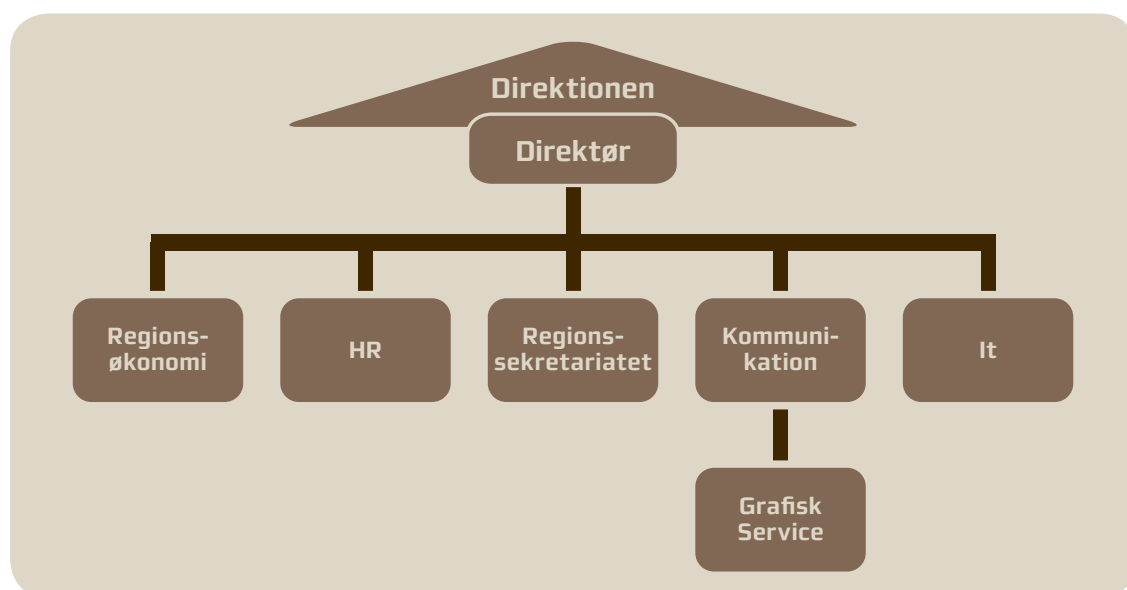 Direktionen
Direktør
Regions-
økonomi
HR
Regions-
sekretariatet
Kommuni-
kation
It
Grafisk
Service